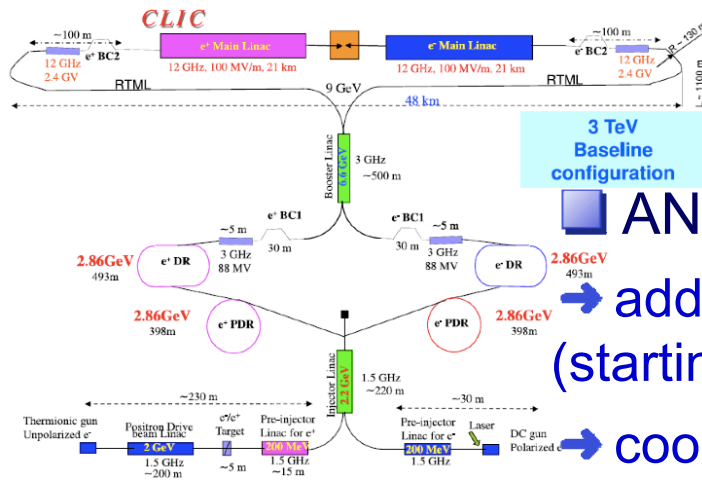 CLIC
~100 m
e⁺ Main Linac
e⁻ Main Linac
~100 m
R ~ 130 m
e⁺ BC2
e⁻ BC2
12 GHz
2.4 GV
12 GHz, 100 MV/m, 21 km
12 GHz, 100 MV/m, 21 km
12 GHz
2.4 GV
L ~ 1100 m
RTML
9 GeV
RTML
48 km
Booster Linac
6.6 GeV
3 GHz
~500 m
3 TeV
Baseline
configuration
AN
e⁺ BC1
e⁻ BC1
~5 m
~5 m
3 GHz
88 MV
30 m
30 m
3 GHz
88 MV
2.86GeV
493m
e⁺ DR
e⁻ DR
2.86GeV
493m
add
2.86GeV
398m
e⁺ PDR
e⁻ PDR
2.86GeV
398m
(startin
Injector Linac
2.2 GeV
1.5 GHz
~220 m
~230 m
~30 m
Thermionic gun
Unpolarized e⁻
Positron Drive
beam Linac
e⁻/e⁺
Target
Pre-injector
Linac for e⁺
Pre-injector
Linac for e⁻
Laser
DC gun
Polarized e
2 GeV
200 MeV
200 MeV
1.5 GHz
~200 m
~5 m
1.5 GHz
~15 m
1.5 GHz
coo